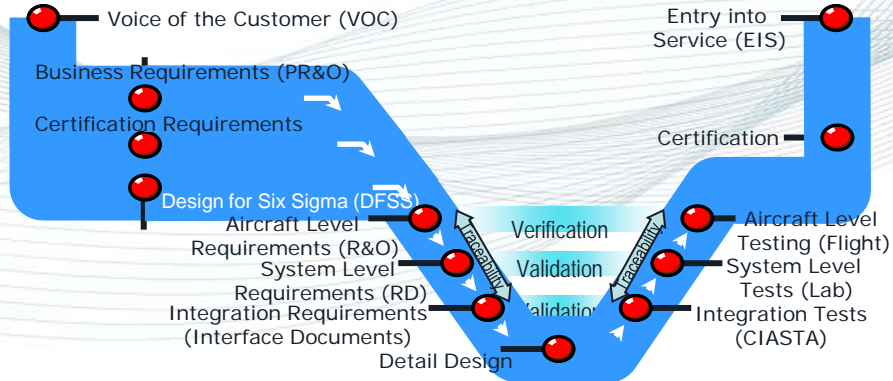 Voice of the Customer (VOC)
Entry into
Service (EIS)
Business Requirements (PR&O)
Certification Requirements
Certification
Design for Six Sigma (DFSS)
Aircraft Level
Requirements (R&O)
System Level
Requirements (RD)
Integration Requirements
(Interface Documents)
Detail Design
Traceability
Verification
Validation
Validation
Traceability
Aircraft Level
Testing (Flight)
System Level
Tests (Lab)
Integration Tests
(CIASTA)